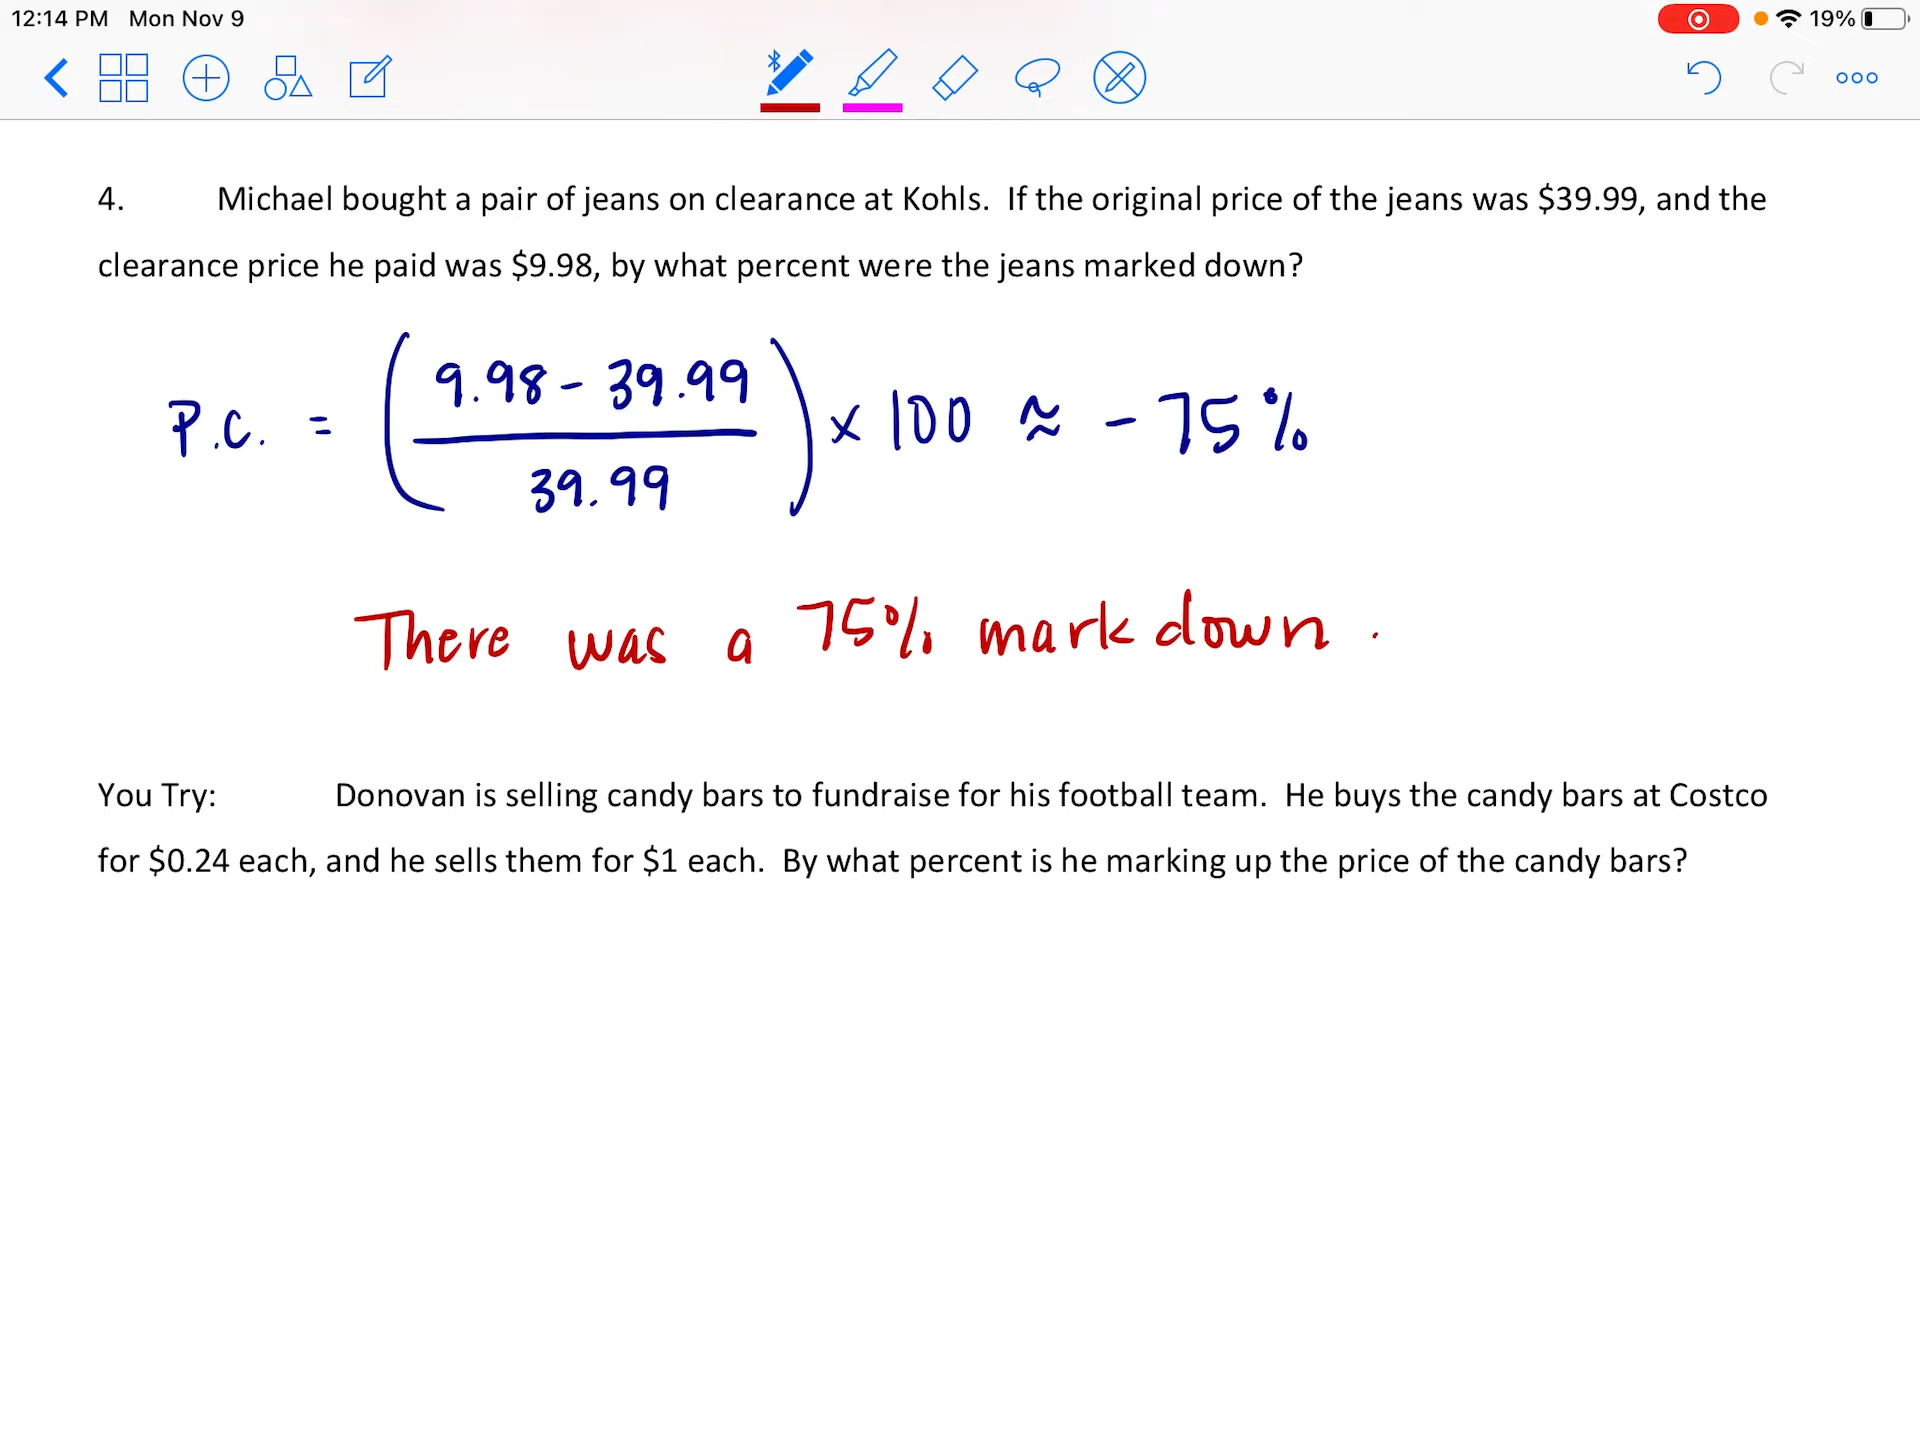 12:14 PM Mon Nov 9 19%
4. Michael bought a pair of jeans on clearance at Kohls. If the original price of the jeans was $39.99, and the
clearance price he paid was $9.98, by what percent were the jeans marked down?
9.98 - 39.99
P.C. = ( ) x 100 ≈ - 75%
39.99
There was a 75% mark down.
You Try: Donovan is selling candy bars to fundraise for his football team. He buys the candy bars at Costco
for $0.24 each, and he sells them for $1 each. By what percent is he marking up the price of the candy bars?